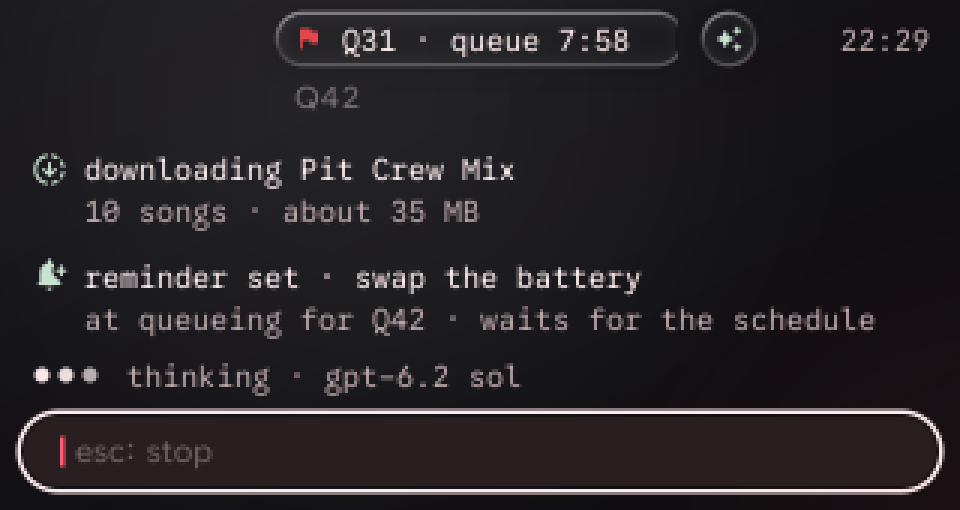 Q31 · queue 7:58
22:29
Q42
downloading Pit Crew Mix
10 songs · about 35 MB
reminder set · swap the battery
at queueing for Q42 · waits for the schedule
thinking · gpt-6.2 sol
esc: stop